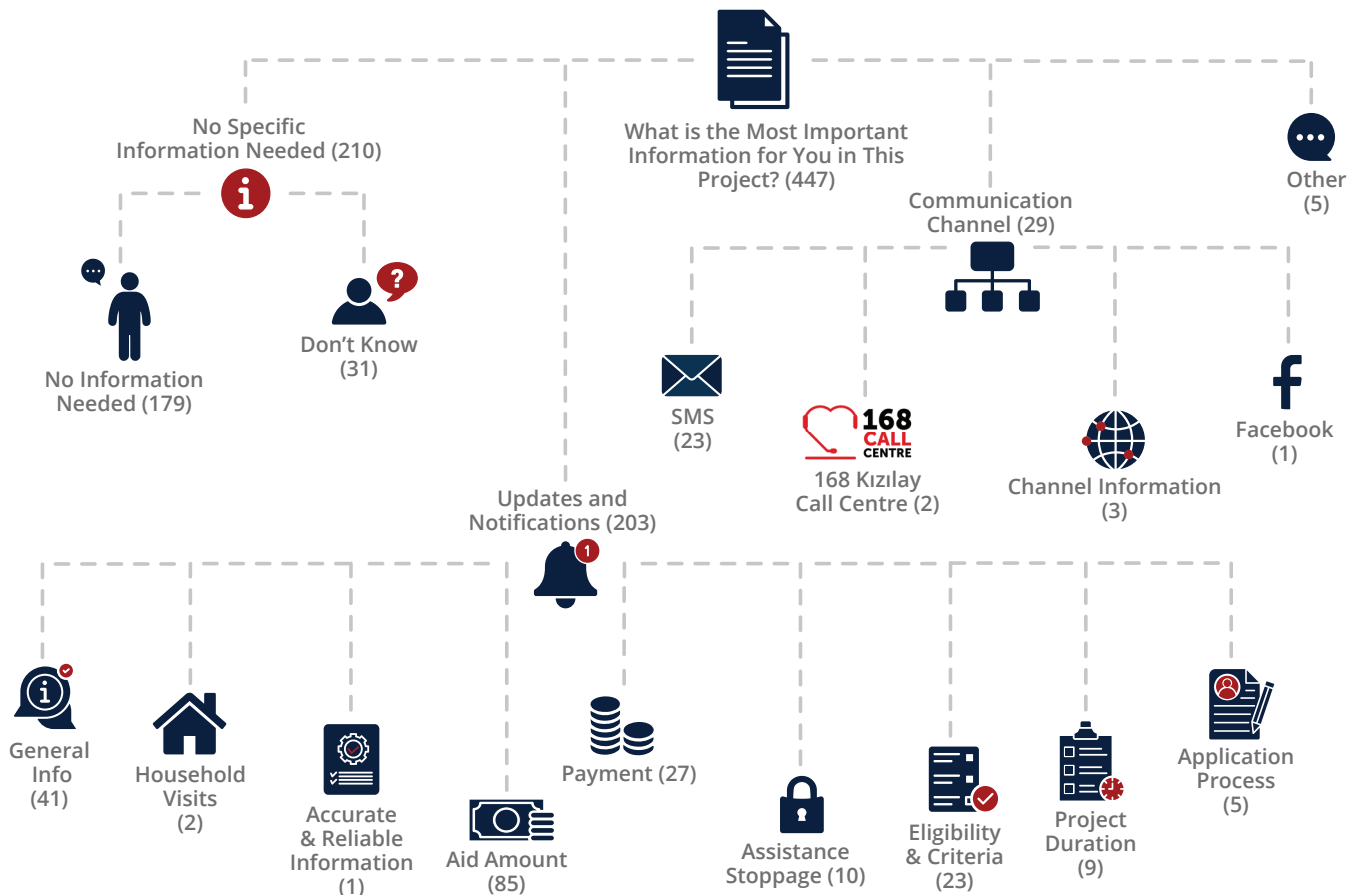 What is the Most Important
Information for You in This
Project? (447)
No Specific
Information Needed (210)
i
No Information
Needed (179)
?
Don’t Know
(31)
Communication
Channel (29)
SMS
(23)
168
CALL
CENTRE
168 Kızılay
Call Centre (2)
Channel Information
(3)
f
Facebook
(1)
Other
(5)
Updates and
Notifications (203)
1
i
General
Info
(41)
Household
Visits
(2)
Accurate
& Reliable
Information
(1)
Aid Amount
(85)
Payment (27)
Assistance
Stoppage (10)
Eligibility
& Criteria
(23)
Project
Duration
(9)
Application
Process
(5)